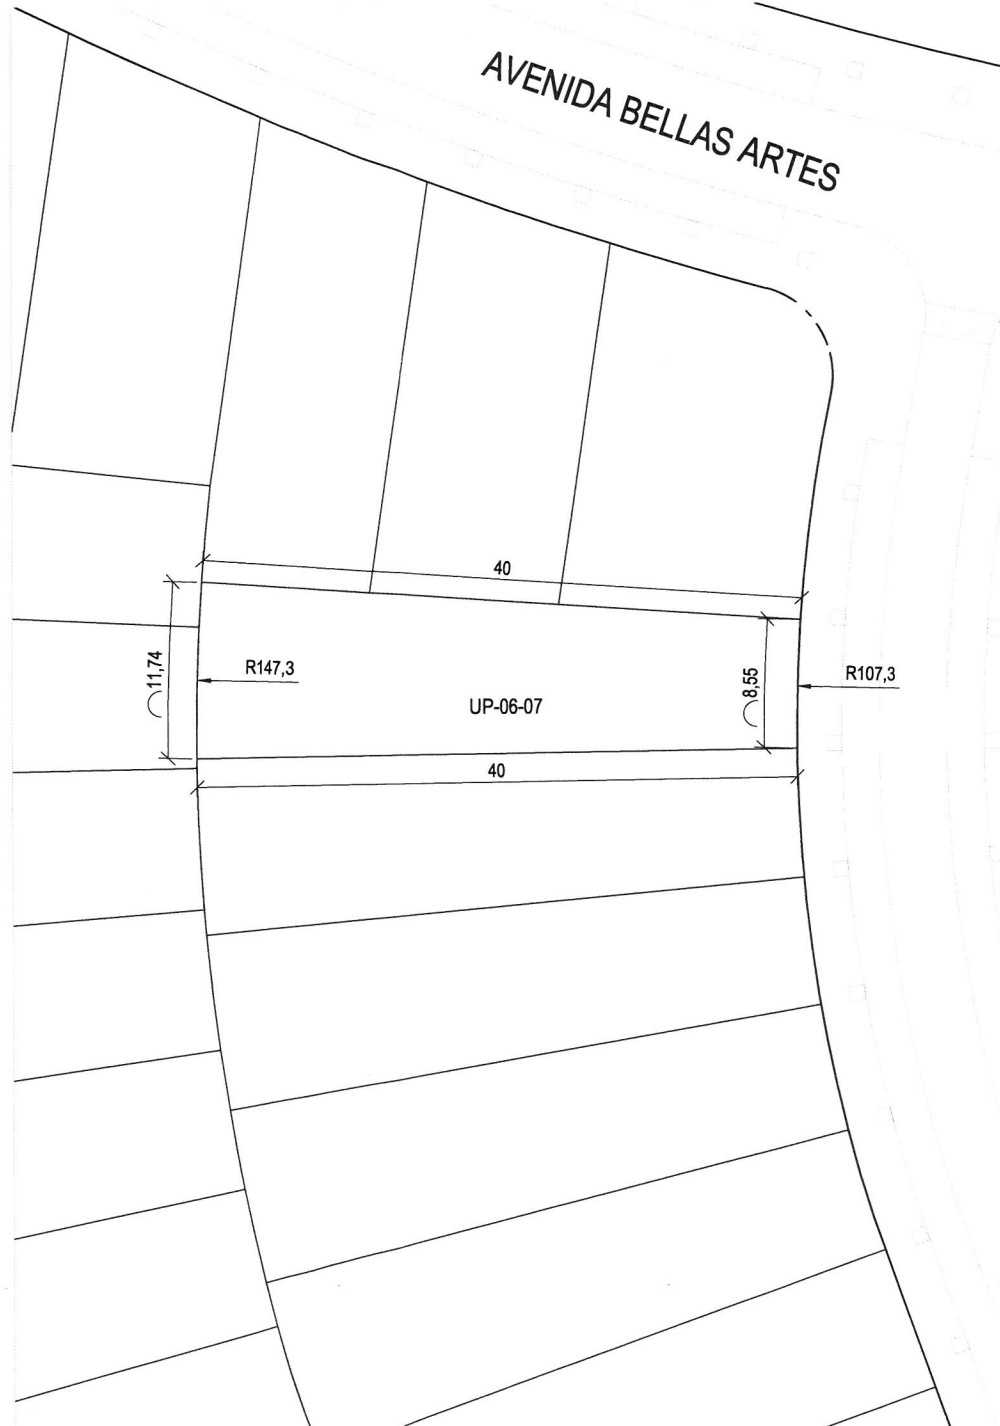 AVENIDA BELLAS ARTES
40
11,74
R147,3
8,55
R107,3
UP-06-07
40